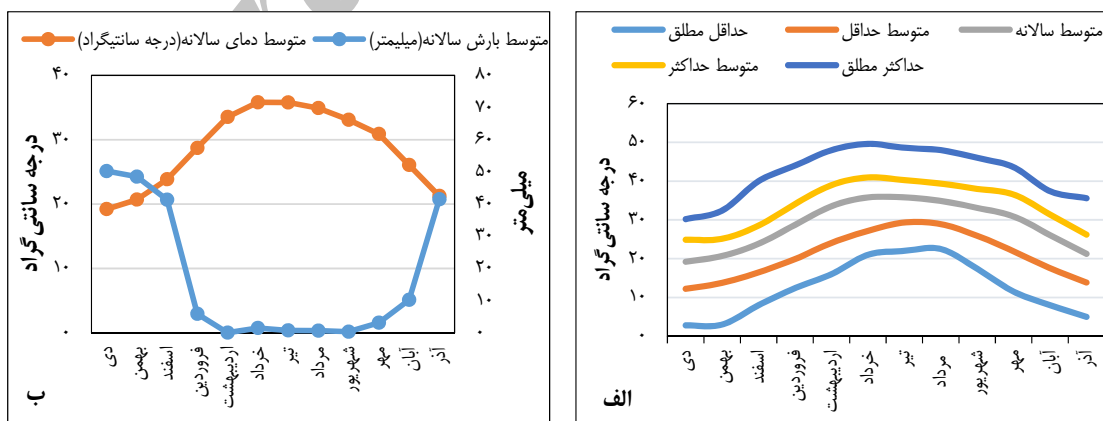 متوسط سالانه متوسط حداقل حداقل مطلق
حداکثر مطلق متوسط حداکثر
درجه سانتی گراد
۶۰
۵۰
۴۰
۳۰
۲۰
۱۰
۰
دی
بهمن
اسفند
فروردین
اردیبهشت
خرداد
تیر
مرداد
شهریور
مهر
آبان
آذر
الف
متوسط بارش سالانه(میلیمتر) متوسط دمای سالانه(درجه سانتیگراد)
درجه سانتی گراد
۴۰
۳۰
۲۰
۱۰
۰
میلی‌متر
۸۰
۷۰
۶۰
۵۰
۴۰
۳۰
۲۰
۱۰
۰
دی
بهمن
اسفند
فروردین
اردیبهشت
خرداد
تیر
مرداد
شهریور
مهر
آبان
آذر
ب